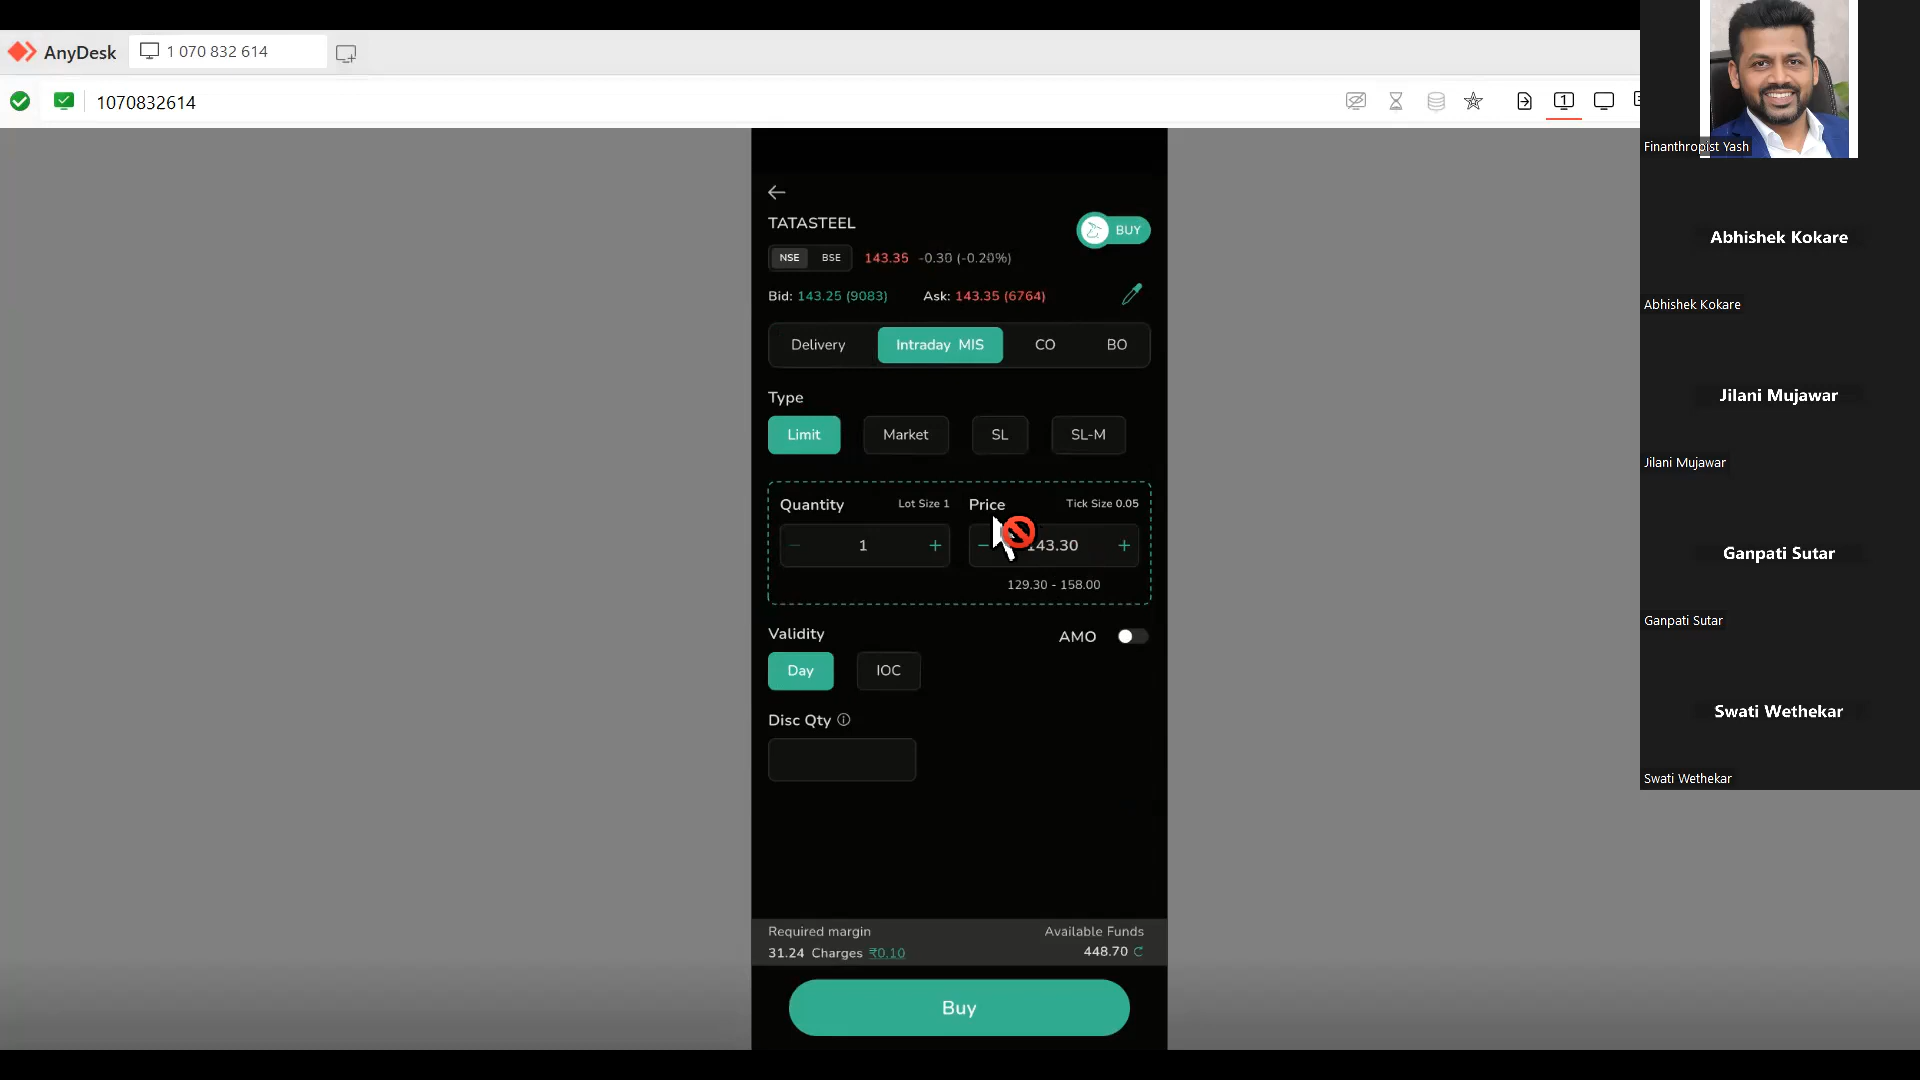 AnyDesk
1 070 832 614
1070832614
1
Finanthropist Yash
TATASTEEL
BUY
NSE BSE 143.35 -0.30 (-0.20%)
Bid: 143.25 (9083) Ask: 143.35 (6764)
Delivery Intraday MIS CO BO
Type
Limit Market SL SL-M
Quantity Lot Size 1 Price Tick Size 0.05
− 1 + − 143.30 +
129.30 - 158.00
Validity AMO
Day IOC
Disc Qty
Required margin Available Funds
31.24 Charges ₹0.10 448.70
Buy
Abhishek Kokare
Abhishek Kokare
Jilani Mujawar
Jilani Mujawar
Ganpati Sutar
Ganpati Sutar
Swati Wethekar
Swati Wethekar